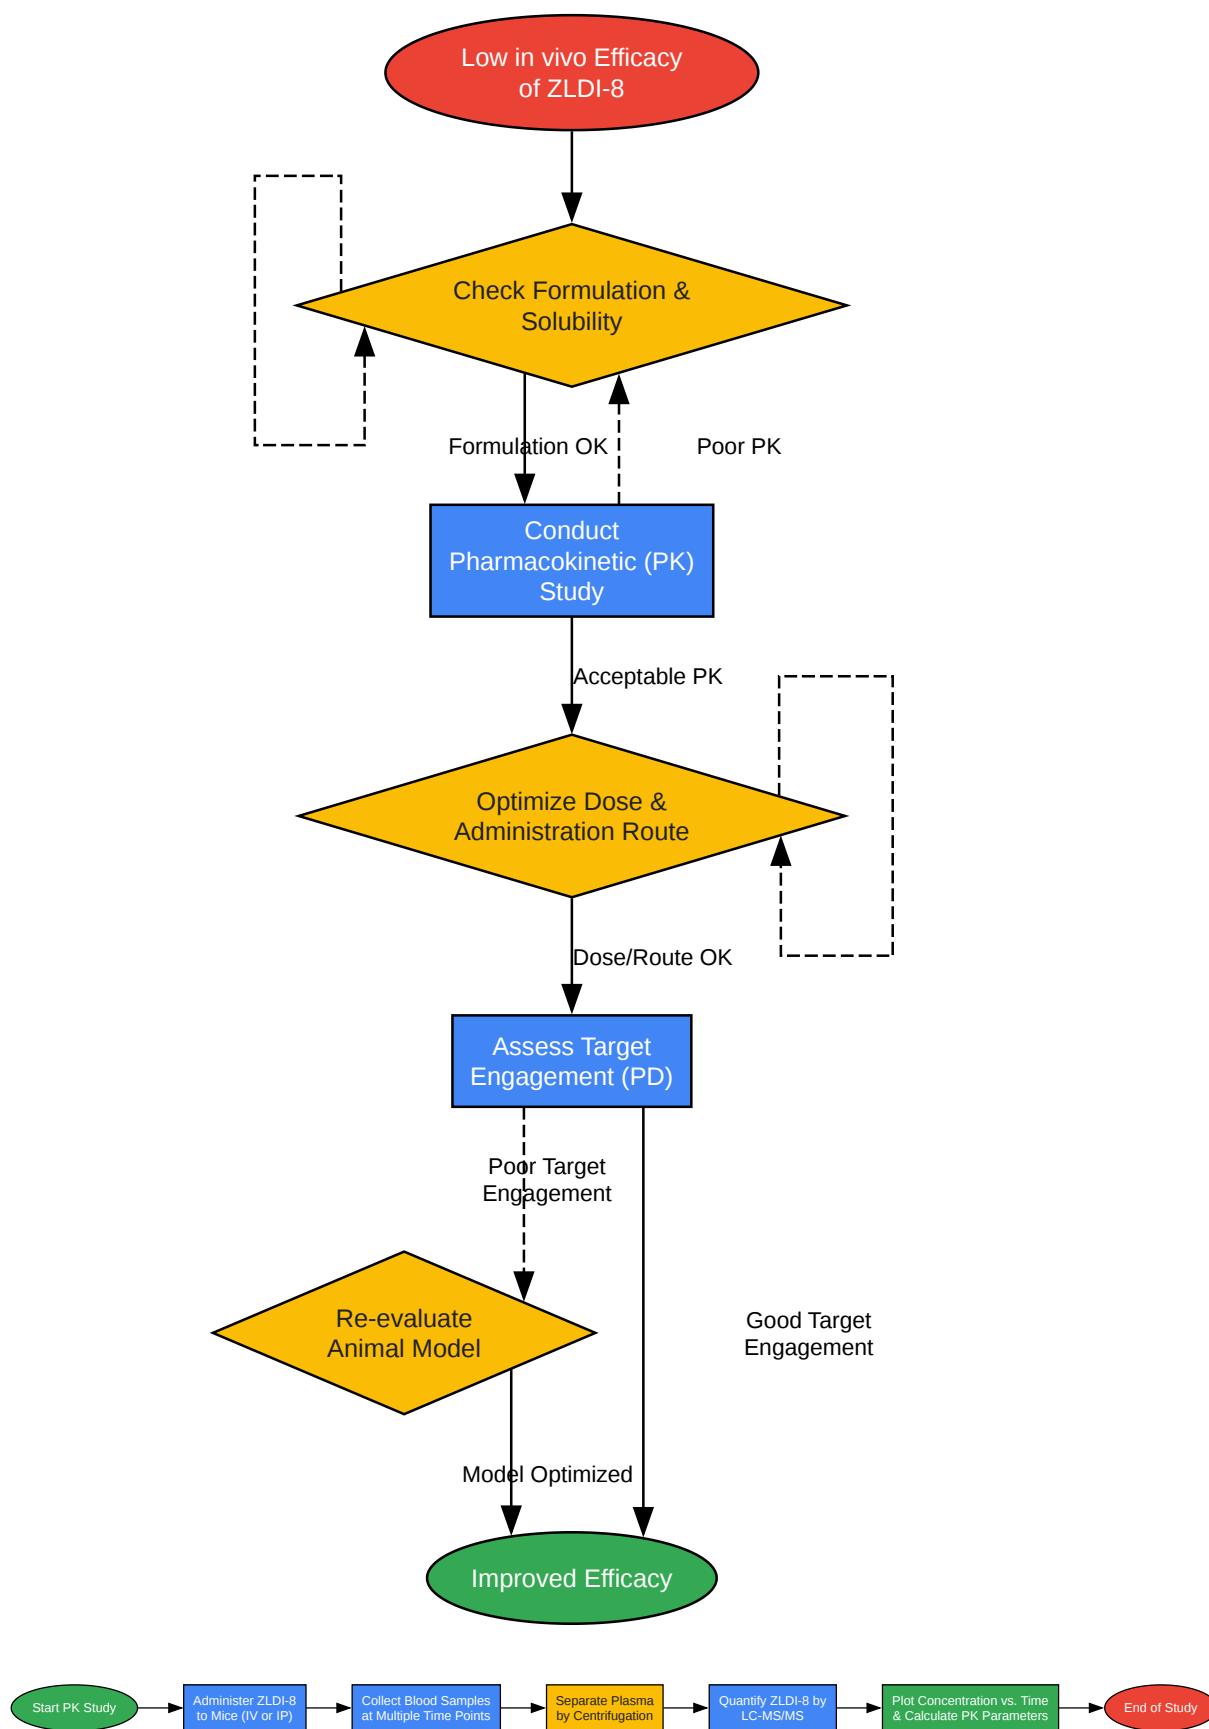 Low in vivo Efficacy
of ZLDI-8
Check Formulation &
Solubility
Formulation OK
Poor PK
Conduct
Pharmacokinetic (PK)
Study
Acceptable PK
Optimize Dose &
Administration Route
Dose/Route OK
Assess Target
Engagement (PD)
Poor Target
Engagement
Re-evaluate
Animal Model
Good Target
Engagement
Model Optimized
Improved Efficacy
Start PK Study
Administer ZLDI-8
to Mice (IV or IP)
Collect Blood Samples
at Multiple Time Points
Separate Plasma
by Centrifugation
Quantify ZLDI-8 by
LC-MS/MS
Plot Concentration vs. Time
& Calculate PK Parameters
End of Study